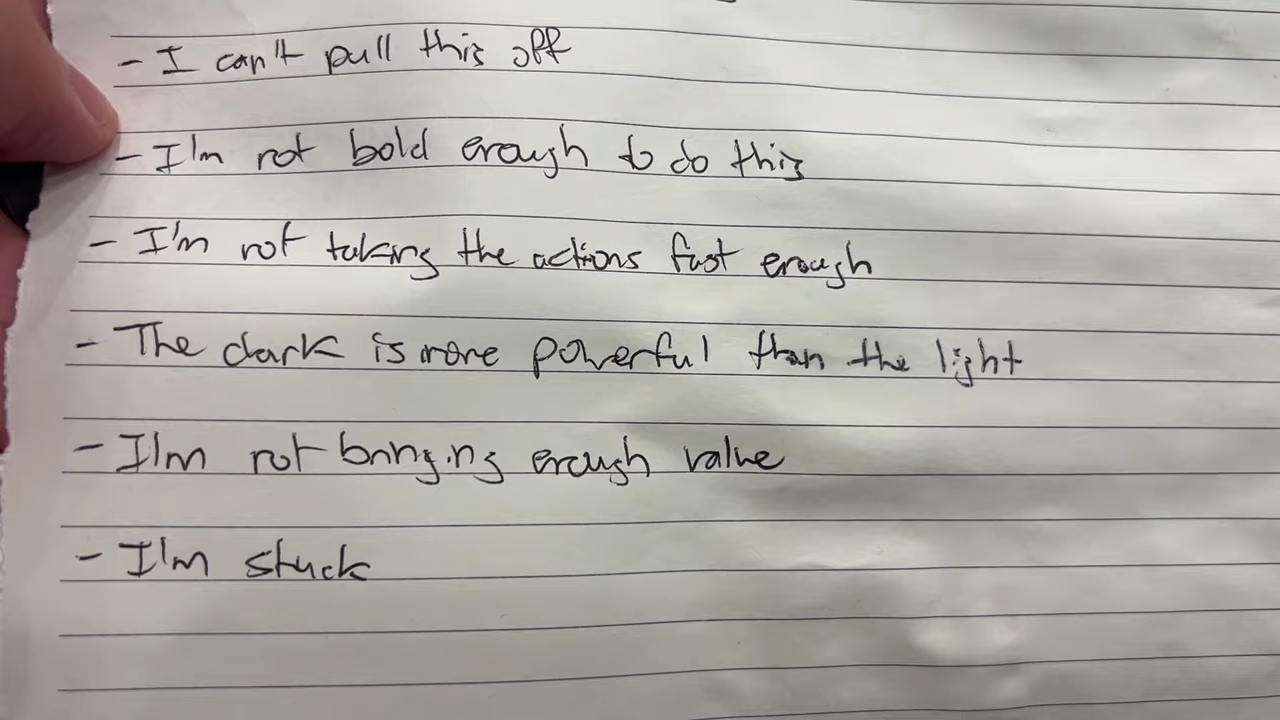 - I can't pull this off
- I'm not bold enough to do this
- I'm not taking the actions fast enough
- The dark is more powerful than the light
- I'm not bringing enough value
- I'm stuck